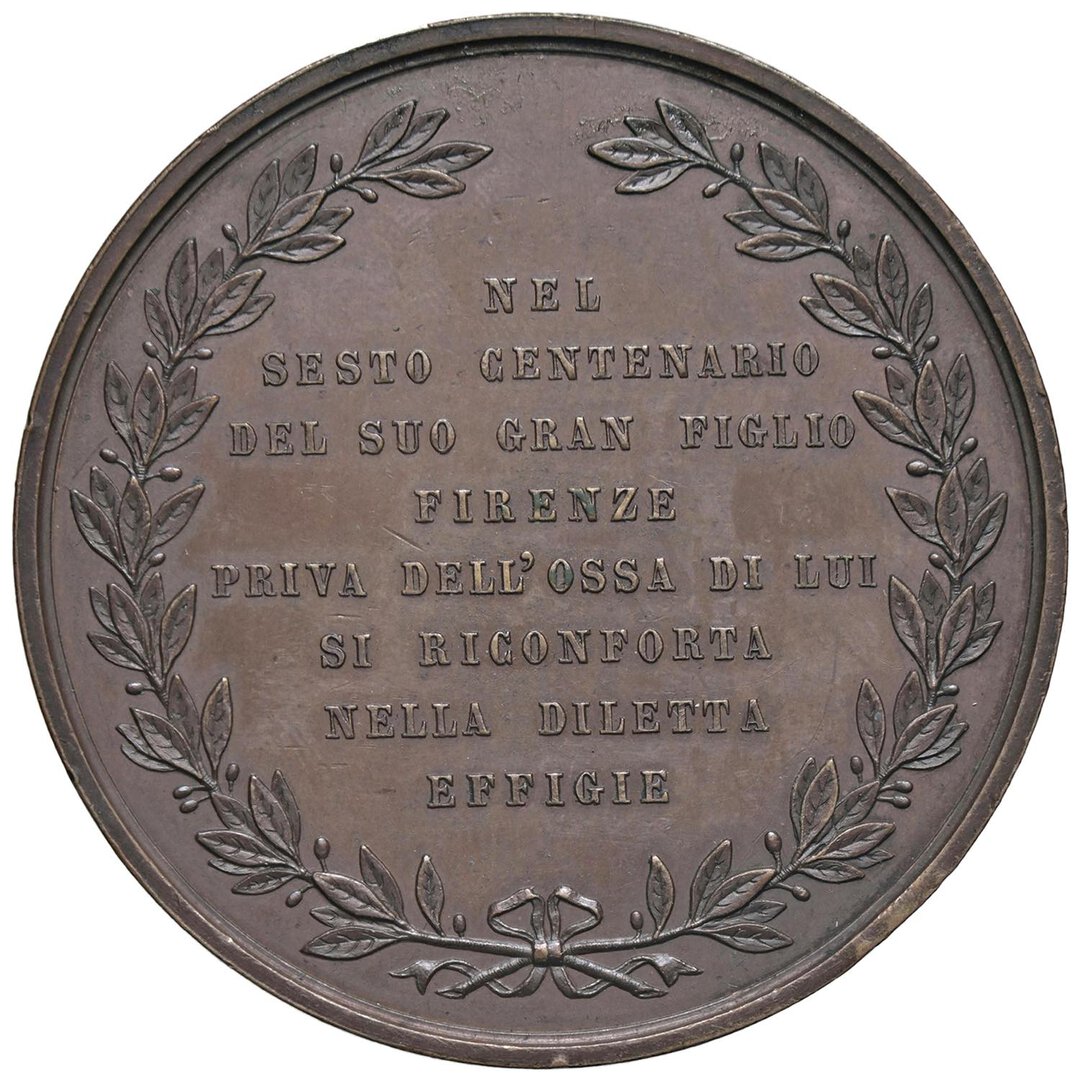 NEL
SESTO CENTENARIO
DEL SUO GRAN FIGLIO
FIRENZE
PRIVA DELL'OSSA DI LUI
SI RICONFORTA
NELLA DILETTA
EFFIGIE